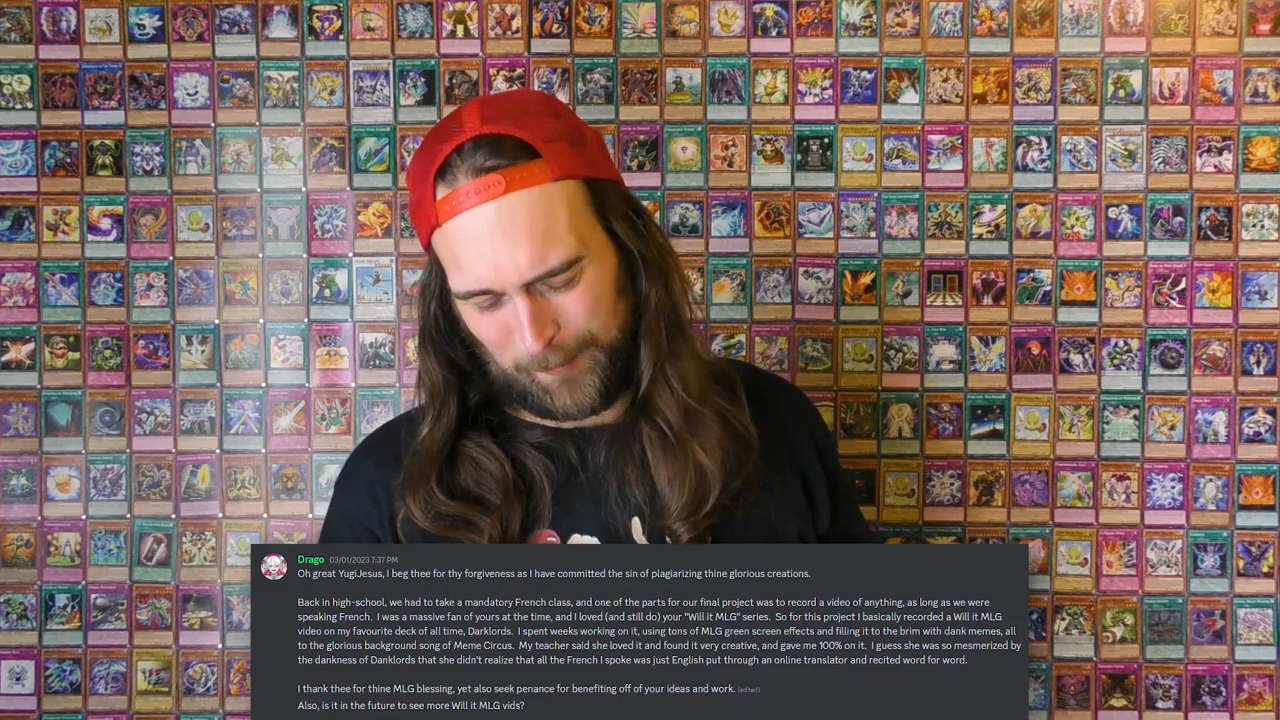 Drago 03/01/2023 7:37 PM
Oh great YugiJesus, I beg thee for thy forgiveness as I have committed the sin of plagiarizing thine glorious creations.
Back in high-school, we had to take a mandatory French class, and one of the parts for our final project was to record a video of anything, as long as we were
speaking French. I was a massive fan of yours at the time, and I loved (and still do) your "Will it MLG" series. So for this project I basically recorded a Will it MLG
video on my favourite deck of all time, Darklords. I spent weeks working on it, using tons of MLG green screen effects and filling it to the brim with dank memes, all
to the glorious background song of Meme Circus. My teacher said she loved it and found it very creative, and gave me 100% on it. I guess she was so mesmerized by
the dankness of Danklords that she didn't realize that all the French I spoke was just English put through an online translator and recited word for word.
I thank thee for thine MLG blessing, yet also seek penance for benefiting off of your ideas and work. (edited)
Also, is it in the future to see more Will it MLG vids?